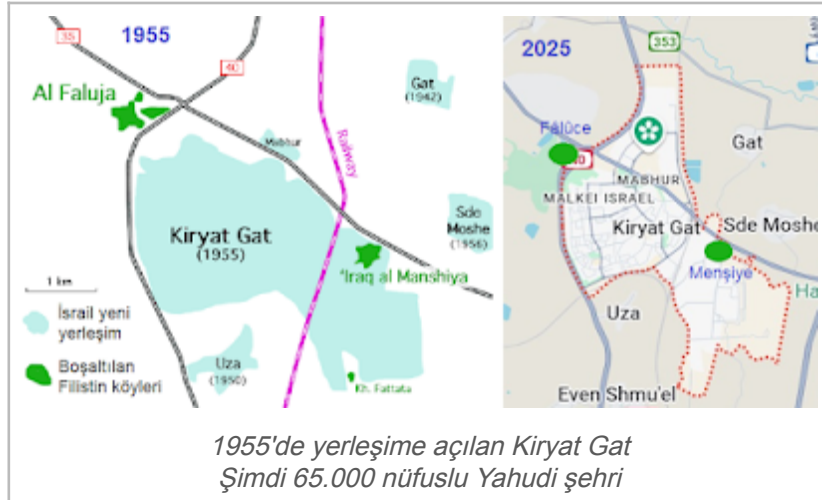 35
1955
40
Al Faluja
Gat
(1942)
Mabhur
Railway
Kiryat Gat
(1955)
Sde
Moshe
(1956)
'Iraq al Manshiya
1 km
İsrail yeni
yerleşim
Boşaltılan
Filistin köyleri
Uza
(1950)
Kh. Fattata
2025
353
Fâlûce
Gat
MABHUR
MALKEI ISRAEL
Kiryat Gat
Sde Moshe
Menşiye
Ha
Uza
Even Shmu'el
1955'de yerleşime açılan Kiryat Gat
Şimdi 65.000 nüfuslu Yahudi şehri